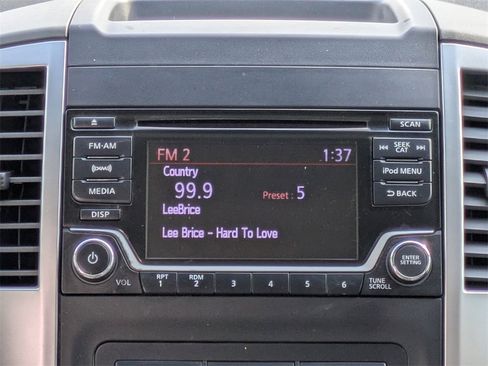 SCAN
FM-AM
((XM))
MEDIA
DISP
FM 2 1:37
Country
99.9 Preset : 5
LeeBrice
Lee Brice - Hard To Love
SEEK
CAT
iPod MENU
BACK
VOL
RPT
1
RDM
2
3
4
5
6
TUNE
SCROLL
ENTER
SETTING